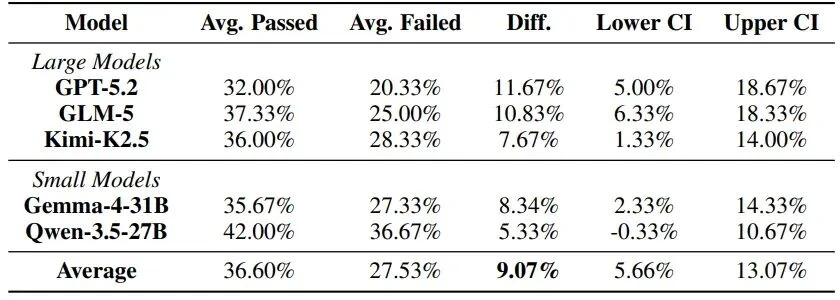 Model Avg. Passed Avg. Failed Diff. Lower CI Upper CI
Large Models
GPT-5.2 32.00% 20.33% 11.67% 5.00% 18.67%
GLM-5 37.33% 25.00% 10.83% 6.33% 18.33%
Kimi-K2.5 36.00% 28.33% 7.67% 1.33% 14.00%
Small Models
Gemma-4-31B 35.67% 27.33% 8.34% 2.33% 14.33%
Qwen-3.5-27B 42.00% 36.67% 5.33% -0.33% 10.67%
Average 36.60% 27.53% 9.07% 5.66% 13.07%